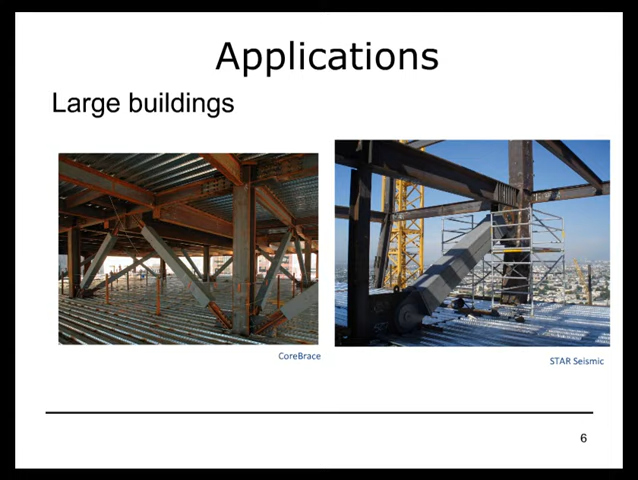 Applications
Large buildings
CoreBrace
STAR Seismic
6